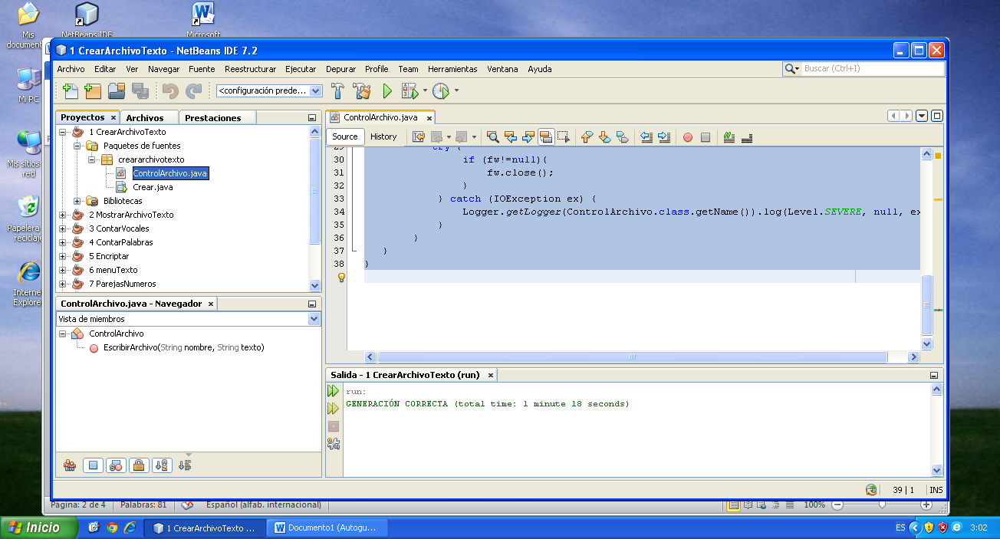 Mis documentos
NetBeans IDE
Microsoft
Mi PC
Mis sitios red
Papelera reciclaje
Internet Explorer
1 CrearArchivoTexto - NetBeans IDE 7.2
Archivo Editar Ver Navegar Fuente Reestructurar Ejecutar Depurar Profile Team Herramientas Ventana Ayuda
Buscar (Ctrl+I)
<configuración prede...
Proyectos Archivos Prestaciones
1 CrearArchivoTexto
Paquetes de fuentes
creararchivotexto
ControlArchivo.java
Crear.java
Bibliotecas
2 MostrarArchivoTexto
3 ContarVocales
4 ContarPalabras
5 Encriptar
6 menuTexto
7 ParejasNumeros
ControlArchivo.java - Navegador
Vista de miembros
ControlArchivo
EscribirArchivo(String nombre, String texto)
ControlArchivo.java
Source History
29 try {
30 if (fw!=null){
31 fw.close();
32 }
33 } catch (IOException ex) {
34 Logger.getLogger(ControlArchivo.class.getName()).log(Level.SEVERE, null, ex
35 }
36 }
37 }
38 }
Salida - 1 CrearArchivoTexto (run)
run:
GENERACIÓN CORRECTA (total time: 1 minute 18 seconds)
39 | 1 INS
Página: 2 de 4 Palabras: 81 Español (alfab. internacional) 100%
Inicio 1 CrearArchivoTexto ... Documento1 (Autogu... ES 3:02